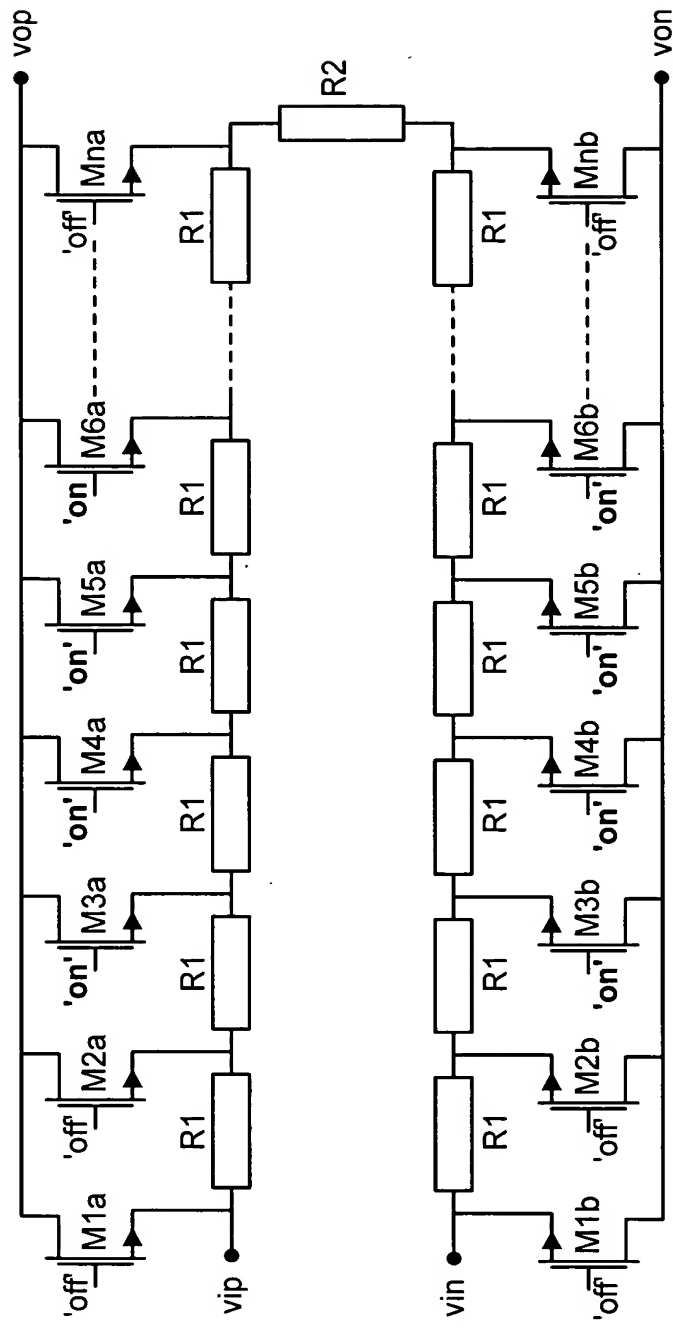 vop
'off' M1a
'off' M2a
'on' M3a
'on' M4a
'on' M5a
'on M6a
'off' Mna
R1
R1
R1
R1
R1
R1
vip
R2
vin
R1
R1
R1
R1
R1
R1
'off' M1b
'off' M2b
'on' M3b
'on' M4b
'on' M5b
'on' M6b
'off' Mnb
von